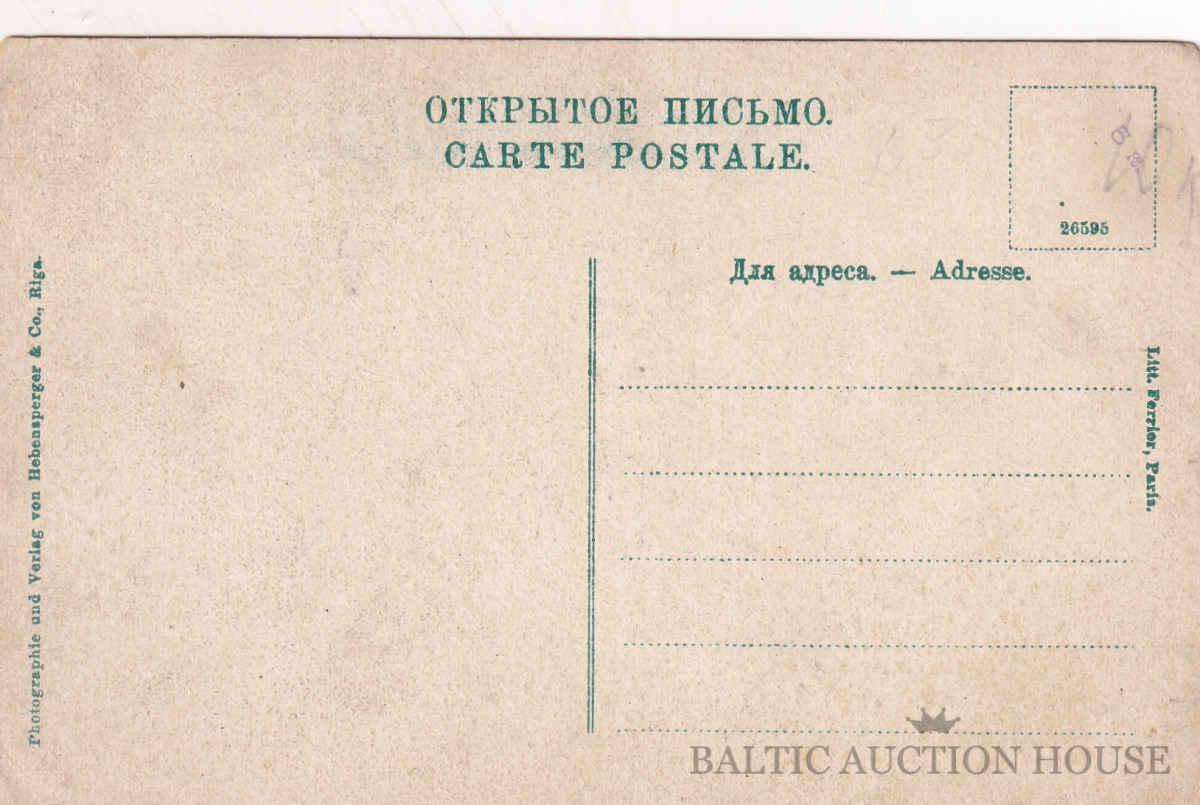 ОТКРЫТОЕ ПИСЬМО.
CARTE POSTALE.
26595
Для адреса. — Adresse.
Photographie und Verlag von Hebensperger & Co., Riga.
Litt. Ferrier, Paris.
BALTIC AUCTION HOUSE